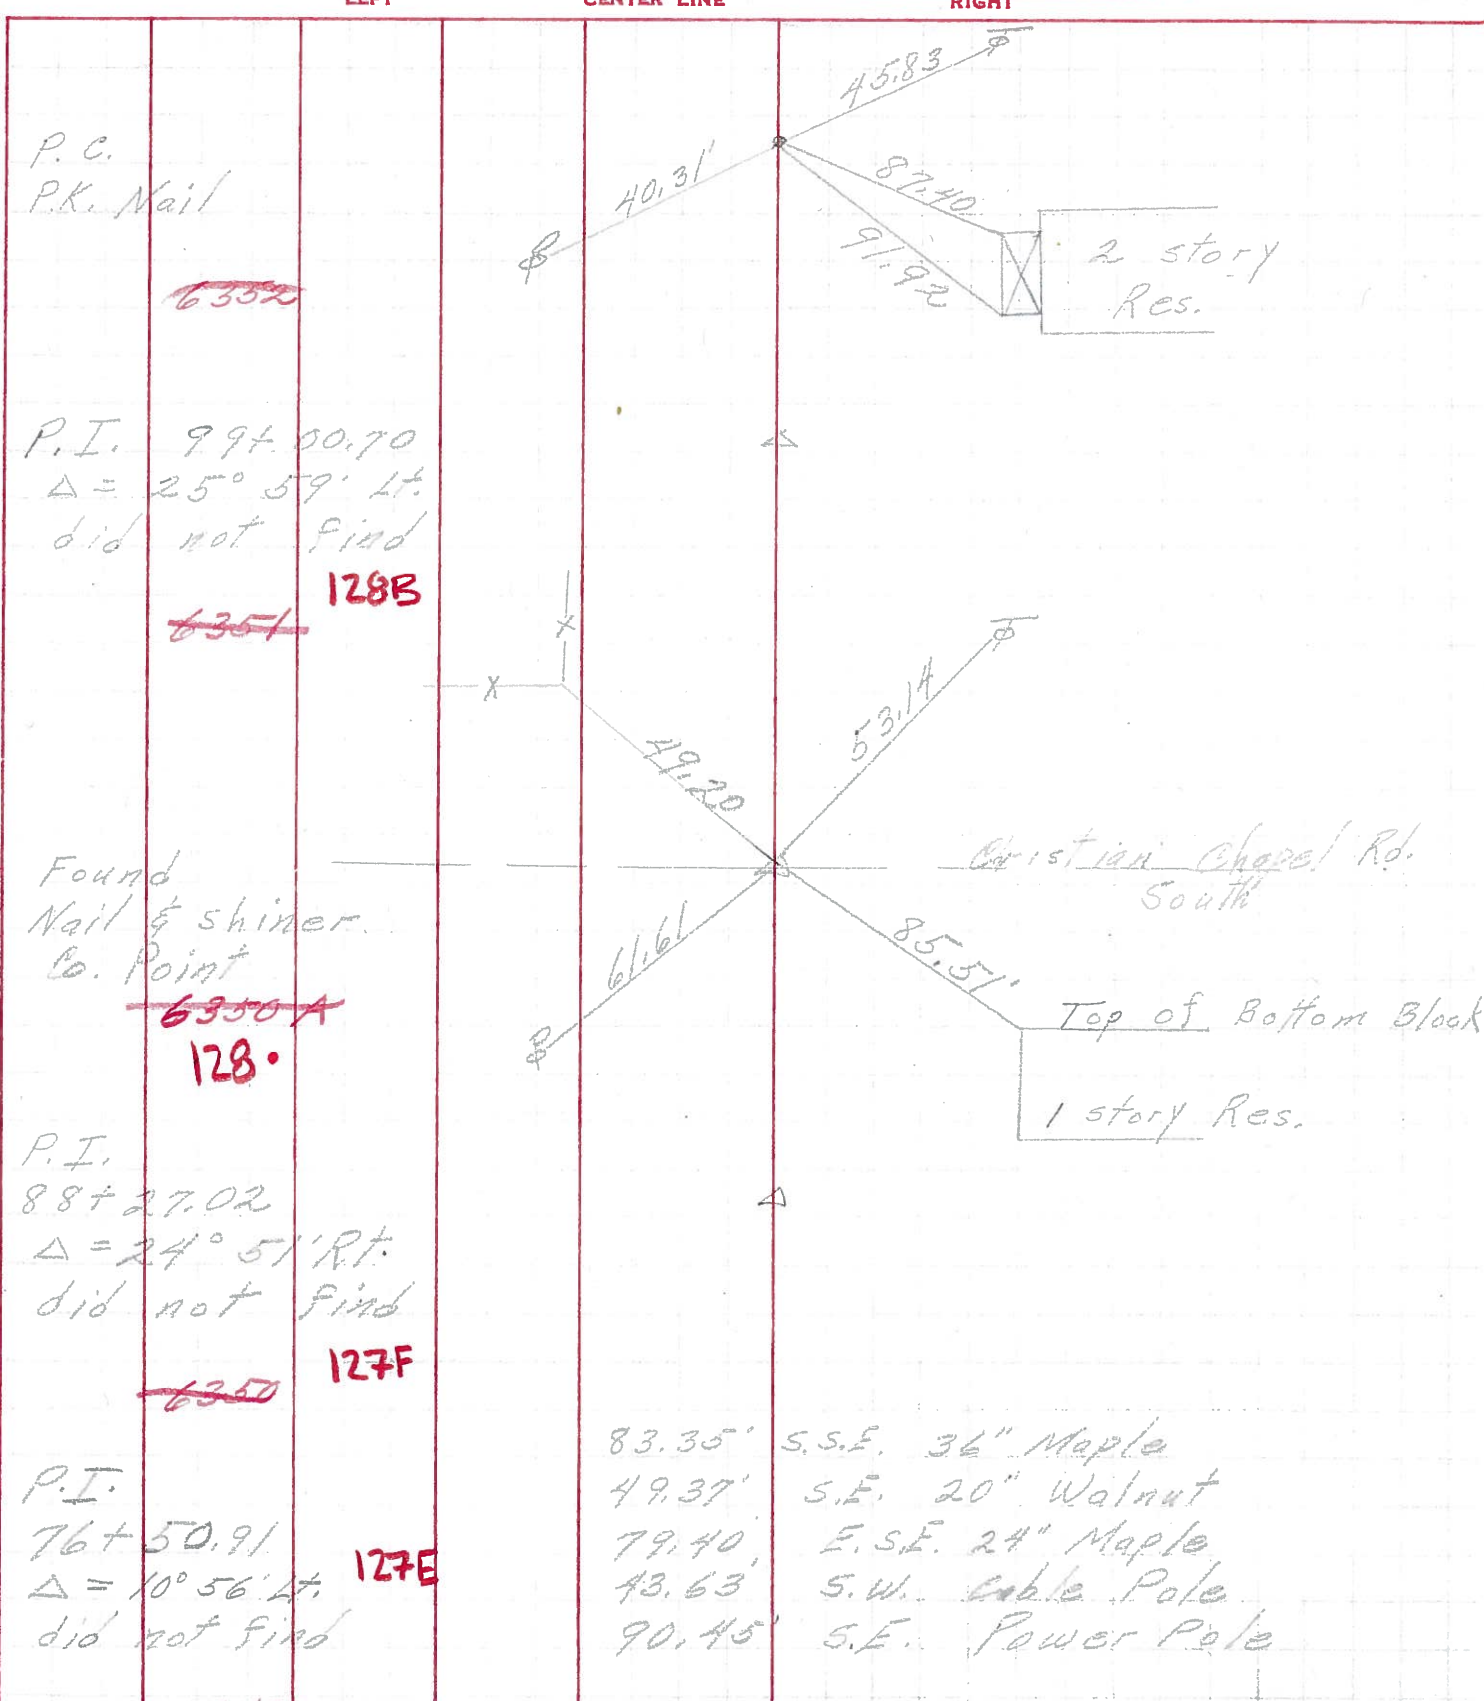 LEFT CENTER LINE RIGHT
45.83
P.C.
P.K. Nail
40.31'
87.40
91.92
2 story
Res.
6352
P.I. 99+00.70
Δ = 25° 59' Lt.
did not find
128B
6351
X
X
49.20
53.14
Found
Nail & shiner
Co. Point
Christian Chapel Rd.
South
61.61
85.51'
6350 A
128.
Top of Bottom Block
1 story Res.
P.I.
88+27.02
Δ = 24° 51' Rt.
did not find
127F
6350
P.I.
76+50.91
Δ = 10° 56' Lt.
did not find
127E
83.35' S.S.E. 36" Maple
49.37' S.E. 20" Walnut
79.40' E.S.E. 24" Maple
43.63' S.W. Cable Pole
90.45' S.E. Power Pole